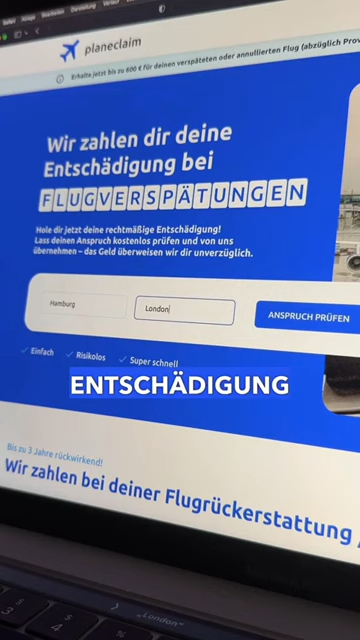 planeclaim
Erhalte jetzt bis zu 600 € für deinen verspäteten oder annullierten Flug (abzüglich
Wir zahlen dir deine
Entschädigung bei
FLUGVERSPÄTUNGEN
Hole dir jetzt deine rechtmäßige Entschädigung!
Lass deinen Anspruch kostenlos prüfen und von uns
übernehmen – das Geld überweisen wir dir unverzüglich.
Hamburg
London
ANSPRUCH PRÜFEN
Einfach
Risikolos
Super schnell
ENTSCHÄDIGUNG
Bis zu 3 Jahre rückwirkend!
Wir zahlen bei deiner Flugrückerstattung
„London“
3
4